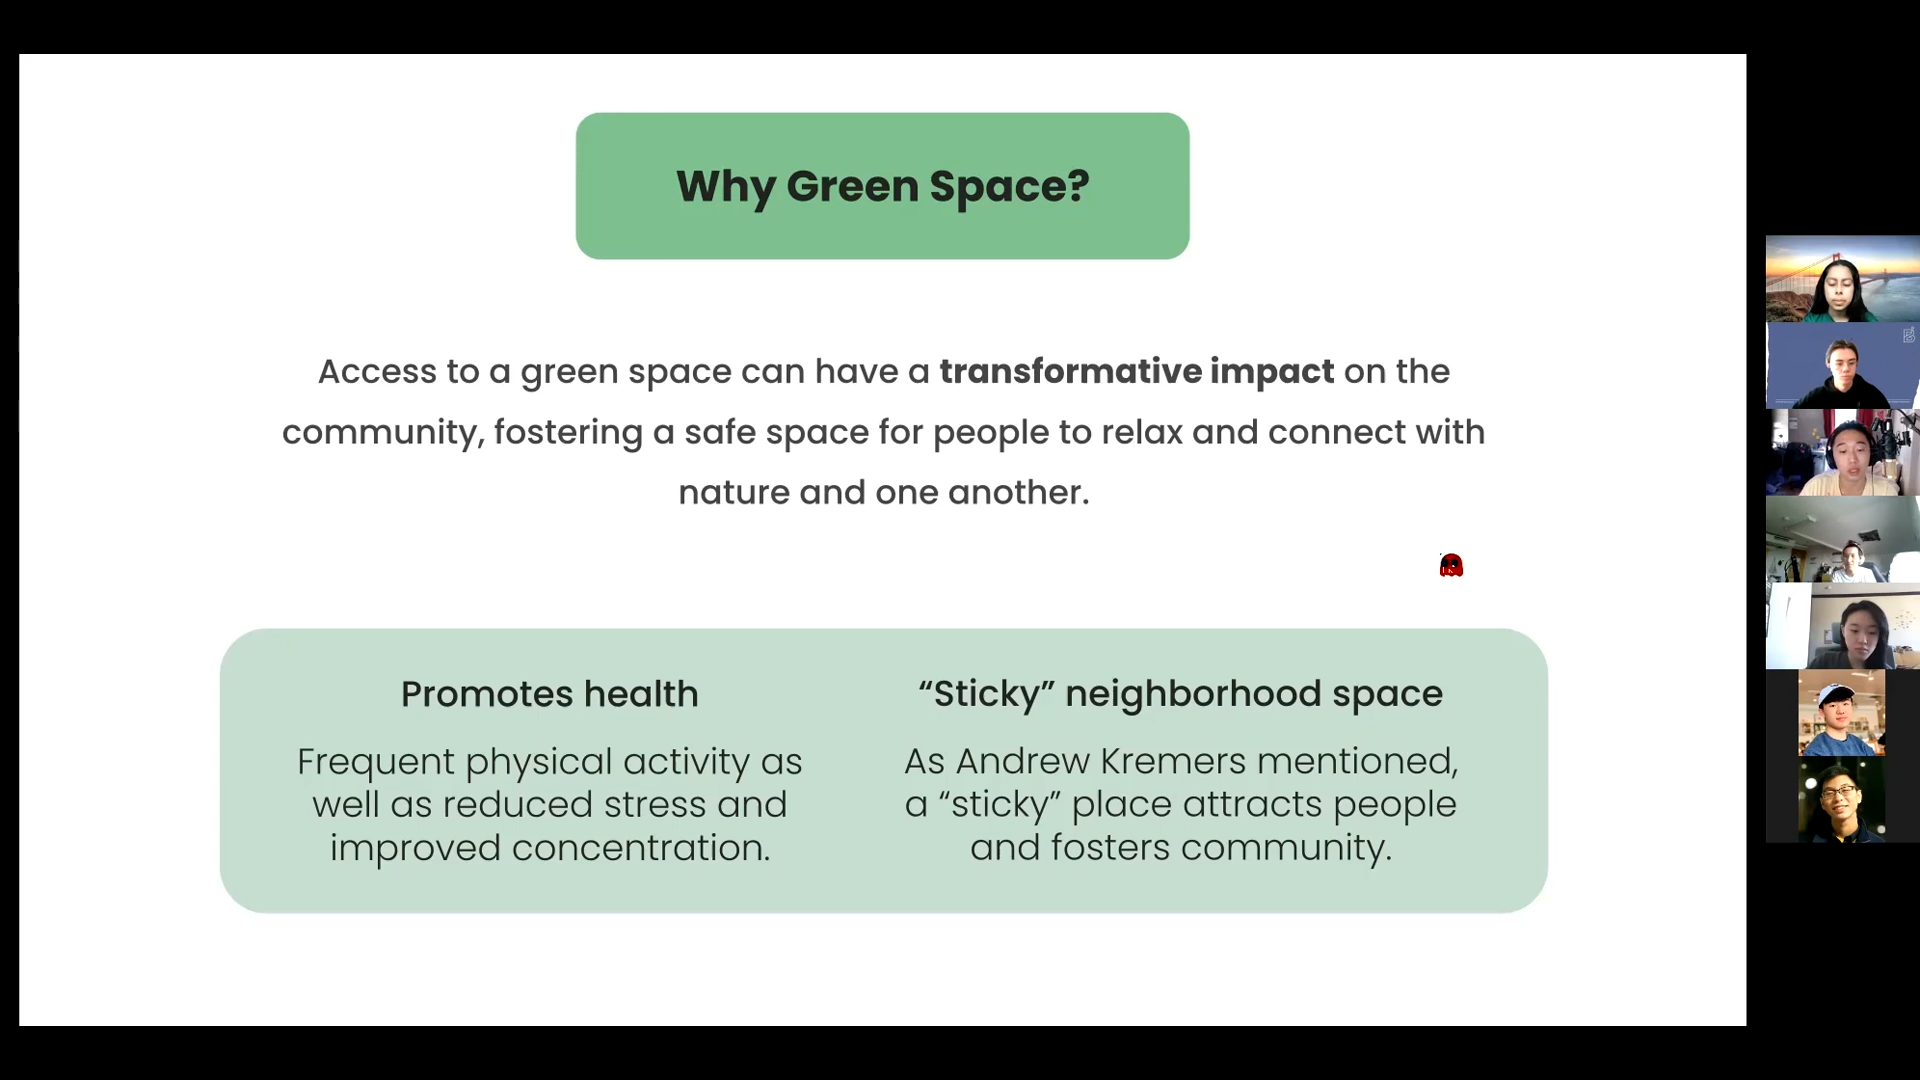 Why Green Space?
Access to a green space can have a transformative impact on the
community, fostering a safe space for people to relax and connect with
nature and one another.
Promotes health
Frequent physical activity as
well as reduced stress and
improved concentration.
“Sticky” neighborhood space
As Andrew Kremers mentioned,
a “sticky” place attracts people
and fosters community.